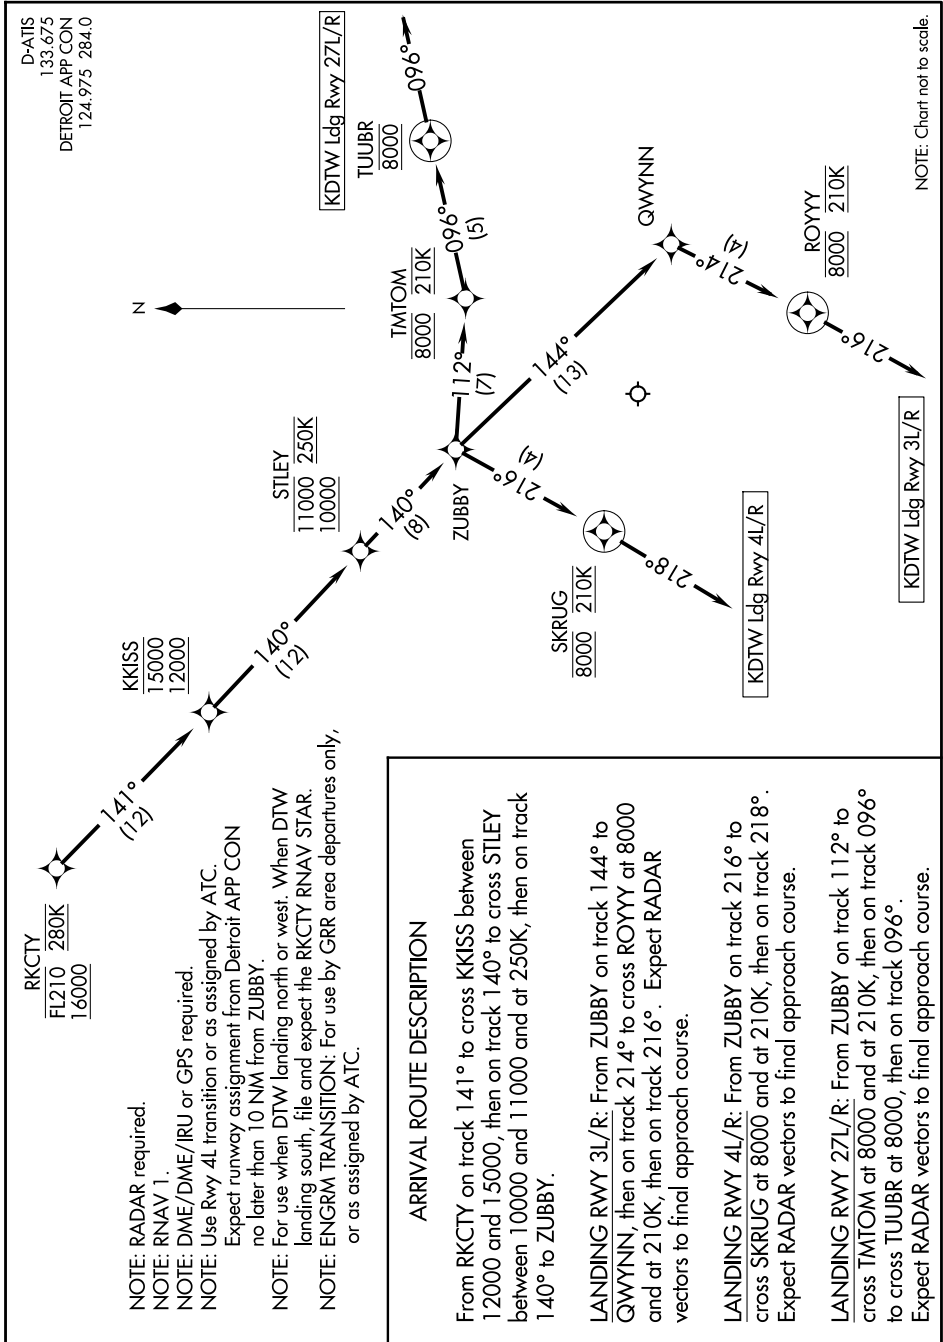 D-ATIS
133.675
DETROIT APP CON
124.975 284.0
RKCTY
FL210 280K
16000
141°
(12)
KKISS
15000
12000
140°
(12)
STLEY
11000 250K
10000
140°
(8)
ZUBBY
112°
(7)
TMTOM
8000 210K
096°
(5)
TUUBR
8000
096°
KDTW Ldg Rwy 27L/R
N
144°
(13)
QWYNN
214°
(4)
ROYYY
8000 210K
216°
KDTW Ldg Rwy 3L/R
216°
(4)
SKRUG
8000 210K
218°
KDTW Ldg Rwy 4L/R
NOTE: Chart not to scale.
NOTE: RADAR required.
NOTE: RNAV 1.
NOTE: DME/DME/IRU or GPS required.
NOTE: Use Rwy 4L transition or as assigned by ATC.
Expect runway assignment from Detroit APP CON
no later than 10 NM from ZUBBY.
NOTE: For use when DTW landing north or west. When DTW
landing south, file and expect the RKCTY RNAV STAR.
NOTE: ENGRM TRANSITION: For use by GRR area departures only,
or as assigned by ATC.
ARRIVAL ROUTE DESCRIPTION
From RKCTY on track 141° to cross KKISS between
12000 and 15000, then on track 140° to cross STLEY
between 10000 and 11000 and at 250K, then on track
140° to ZUBBY.
LANDING RWY 3L/R: From ZUBBY on track 144° to
QWYNN, then on track 214° to cross ROYYY at 8000
and at 210K, then on track 216°. Expect RADAR
vectors to final approach course.
LANDING RWY 4L/R: From ZUBBY on track 216° to
cross SKRUG at 8000 and at 210K, then on track 218°.
Expect RADAR vectors to final approach course.
LANDING RWY 27L/R: From ZUBBY on track 112° to
cross TMTOM at 8000 and at 210K, then on track 096°
to cross TUUBR at 8000, then on track 096°.
Expect RADAR vectors to final approach course.